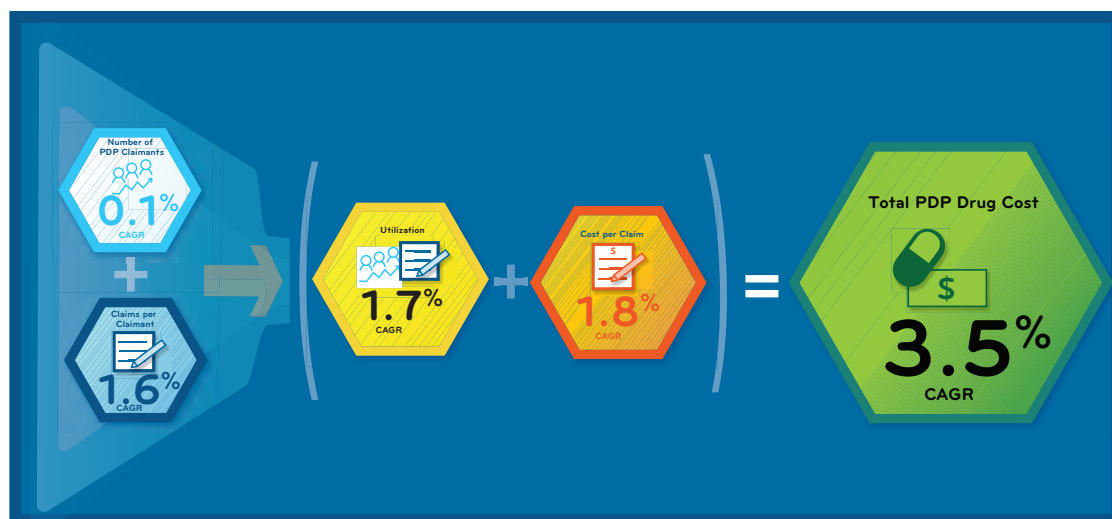 Number of
PDP Claimants
0.1%
CAGR
+
Claims per
Claimant
1.6%
CAGR
(
Utilization
1.7%
CAGR
+
Cost per Claim
$
1.8%
CAGR
)
=
Total PDP Drug Cost
$
3.5%
CAGR